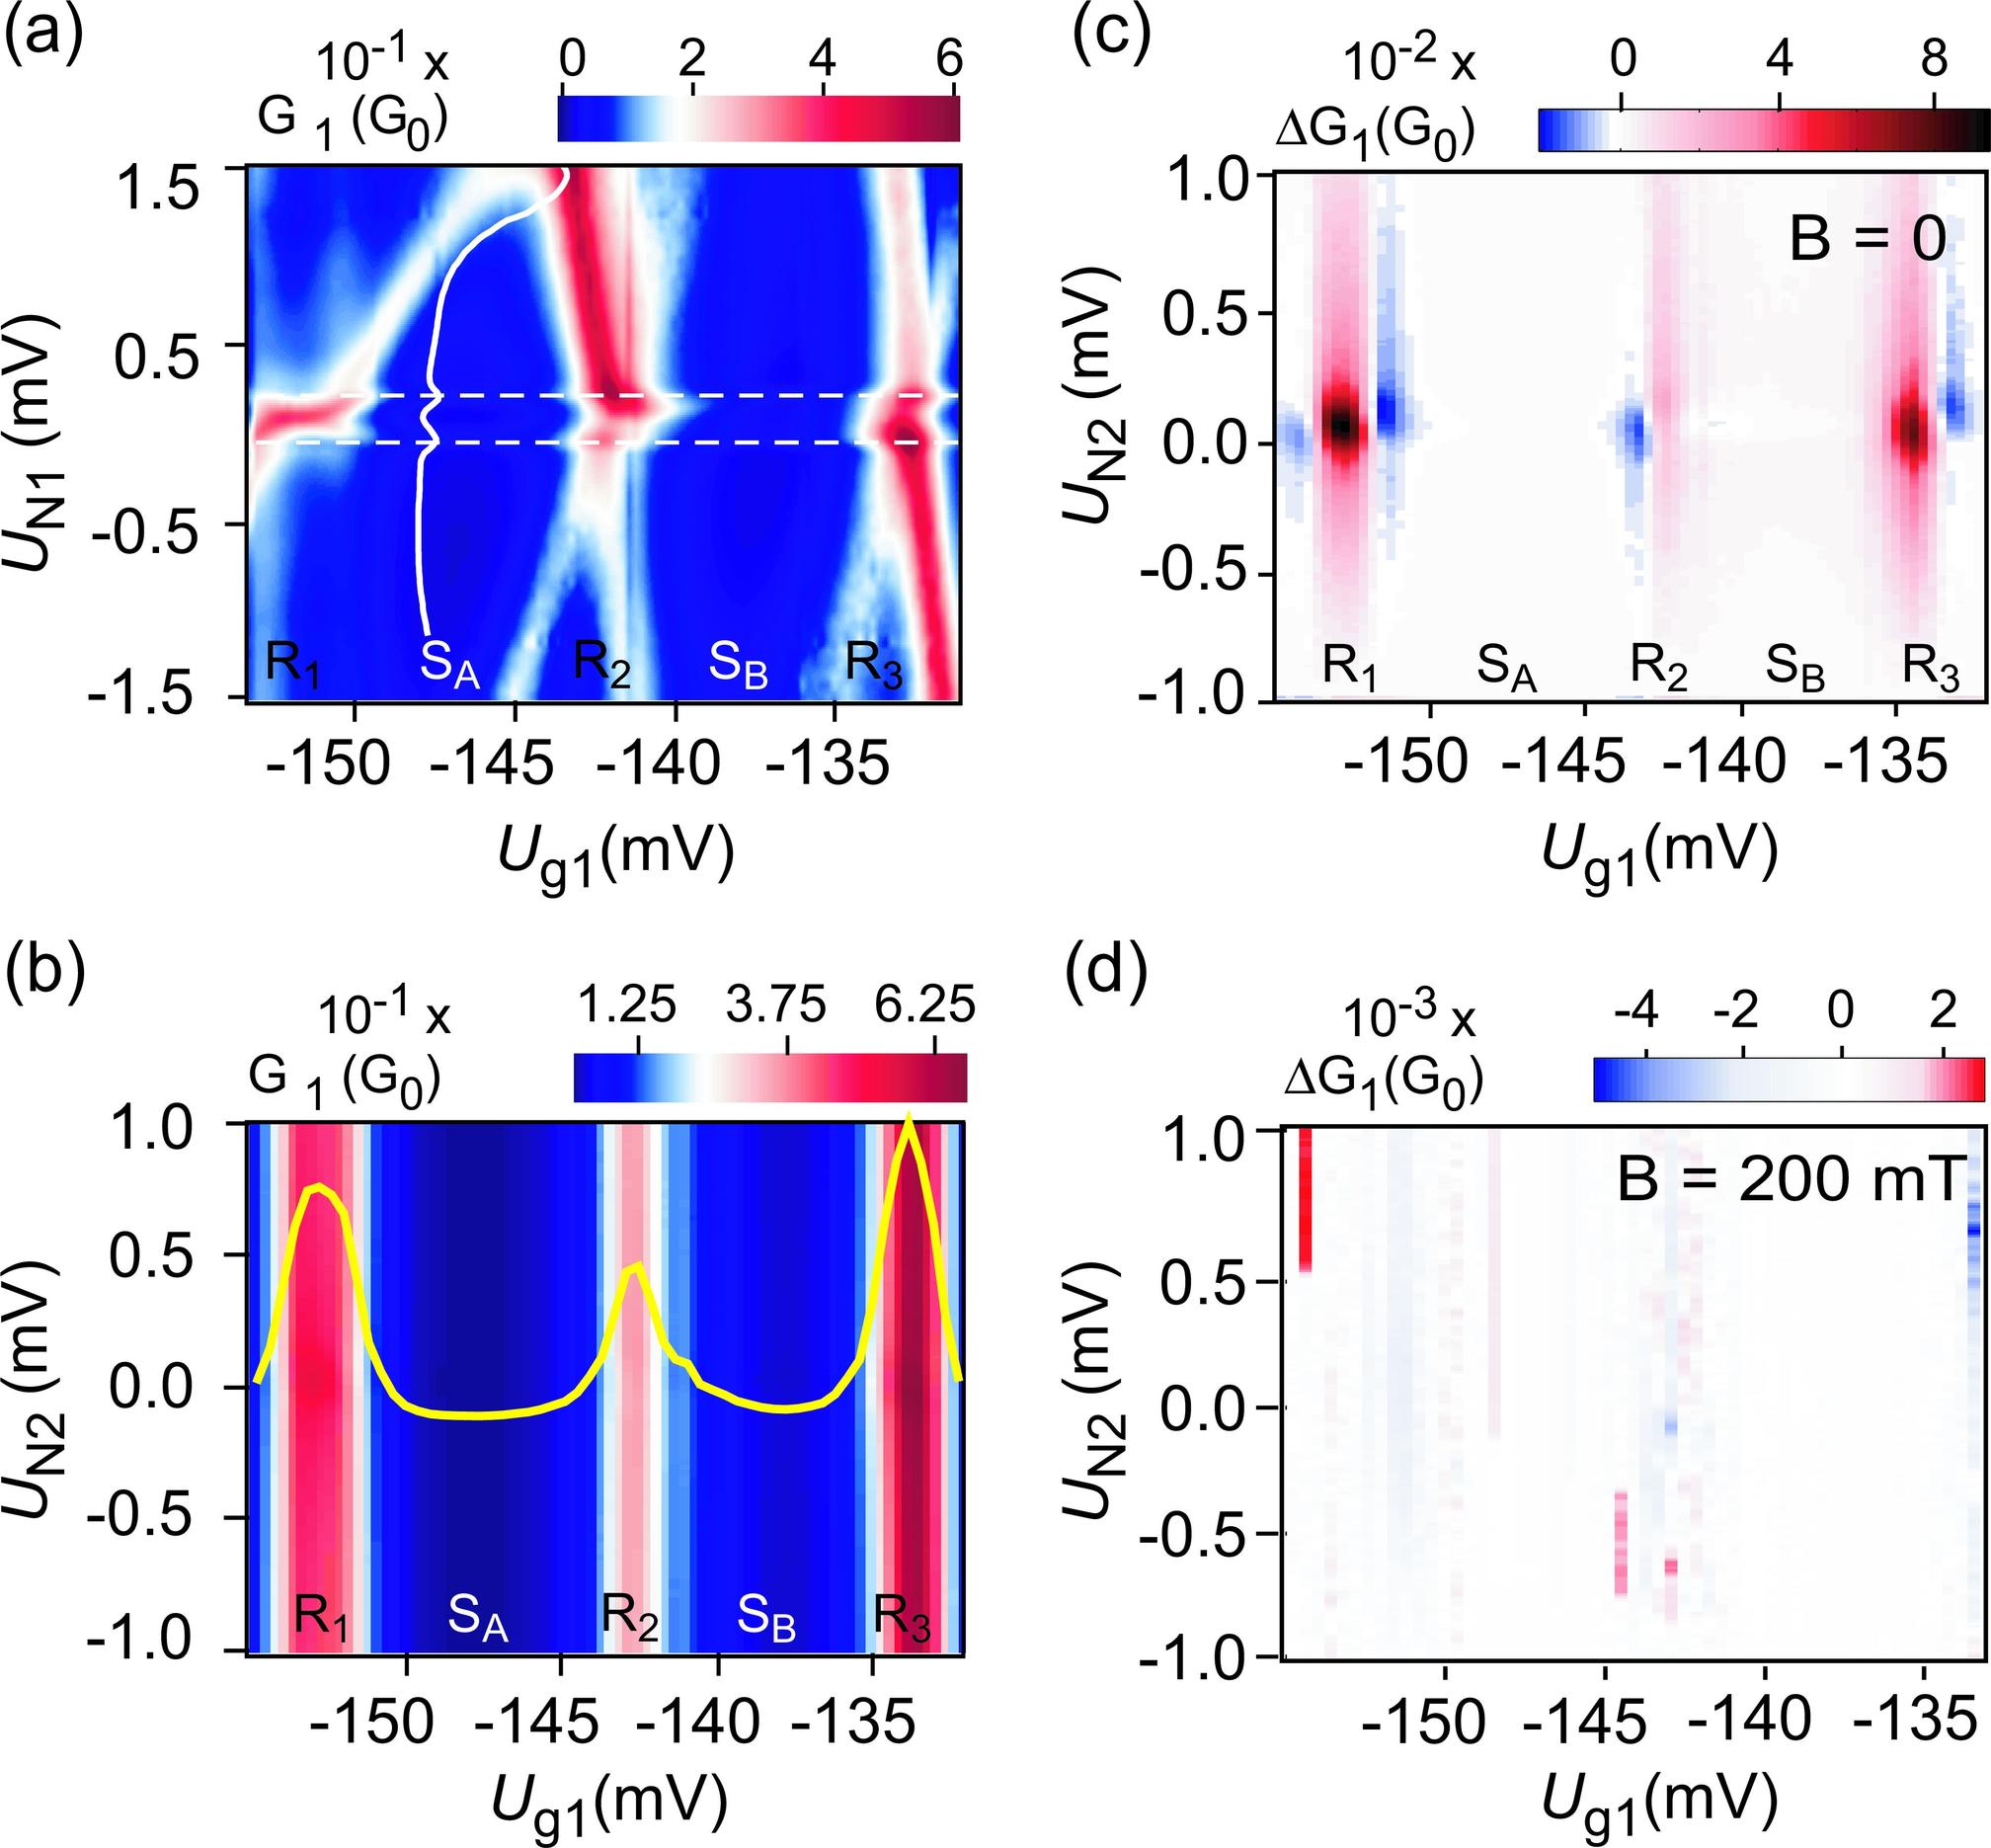 (a)
10-1 x 0 2 4 6
G 1 (G0)
1.5
0.5
-0.5
-1.5
UN1 (mV)
R1 SA R2 SB R3
-150 -145 -140 -135
Ug1(mV)
(c)
10-2 x 0 4 8
ΔG1(G0)
1.0
0.5
0.0
-0.5
-1.0
UN2 (mV)
B = 0
R1 SA R2 SB R3
-150 -145 -140 -135
Ug1(mV)
(b)
10-1 x 1.25 3.75 6.25
G 1 (G0)
1.0
0.5
0.0
-0.5
-1.0
UN2 (mV)
R1 SA R2 SB R3
-150 -145 -140 -135
Ug1(mV)
(d)
10-3 x -4 -2 0 2
ΔG1(G0)
1.0
0.5
0.0
-0.5
-1.0
UN2 (mV)
B = 200 mT
-150 -145 -140 -135
Ug1(mV)